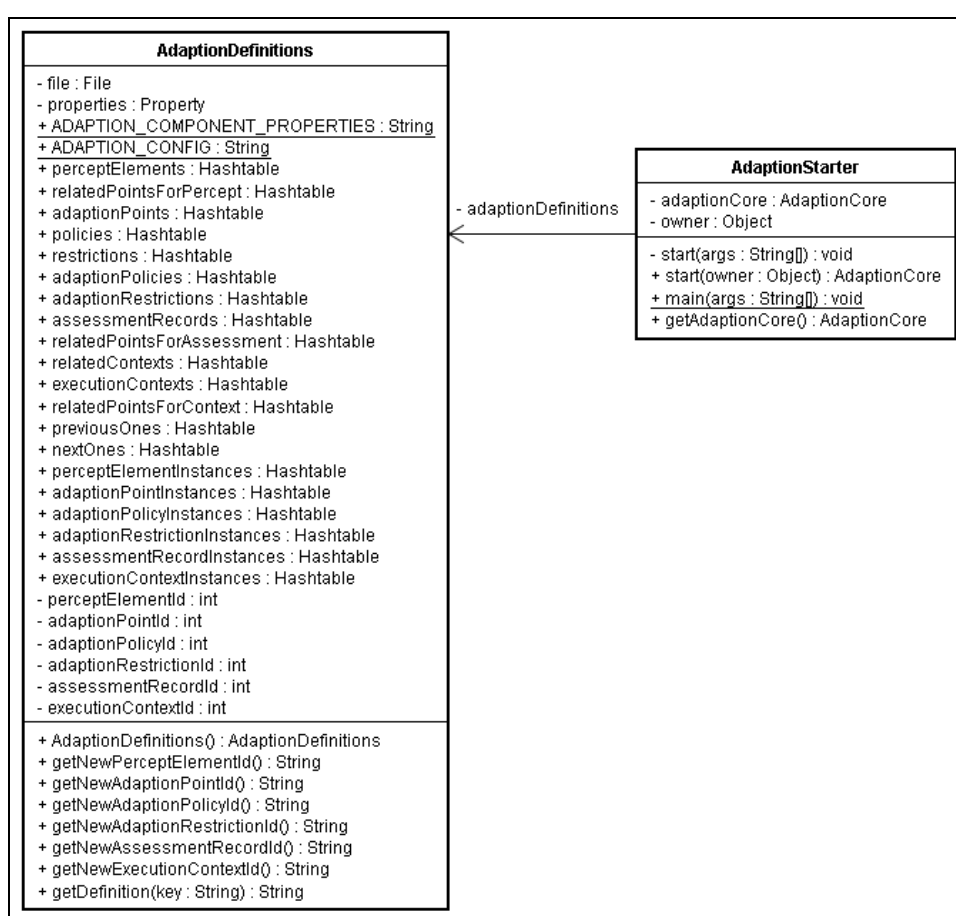 AdaptionDefinitions
- file : File
- properties : Property
+ ADAPTION_COMPONENT_PROPERTIES : String
+ ADAPTION_CONFIG : String
+ perceptElements : Hashtable
+ relatedPointsForPercept : Hashtable
+ adaptionPoints : Hashtable
+ policies : Hashtable
+ restrictions : Hashtable
+ adaptionPolicies : Hashtable
+ adaptionRestrictions : Hashtable
+ assessmentRecords : Hashtable
+ relatedPointsForAssessment : Hashtable
+ relatedContexts : Hashtable
+ executionContexts : Hashtable
+ relatedPointsForContext : Hashtable
+ previousOnes : Hashtable
+ nextOnes : Hashtable
+ perceptElementInstances : Hashtable
+ adaptionPointInstances : Hashtable
+ adaptionPolicyInstances : Hashtable
+ adaptionRestrictionInstances : Hashtable
+ assessmentRecordInstances : Hashtable
+ executionContextInstances : Hashtable
- perceptElementId : int
- adaptionPointId : int
- adaptionPolicyId : int
- adaptionRestrictionId : int
- assessmentRecordId : int
- executionContextId : int
+ AdaptionDefinitions() : AdaptionDefinitions
+ getNewPerceptElementId() : String
+ getNewAdaptionPointId() : String
+ getNewAdaptionPolicyId() : String
+ getNewAdaptionRestrictionId() : String
+ getNewAssessmentRecordId() : String
+ getNewExecutionContextId() : String
+ getDefinition(key : String) : String
- adaptionDefinitions
AdaptionStarter
- adaptionCore : AdaptionCore
- owner : Object
- start(args : String[]) : void
+ start(owner : Object) : AdaptionCore
+ main(args : String[]) : void
+ getAdaptionCore() : AdaptionCore